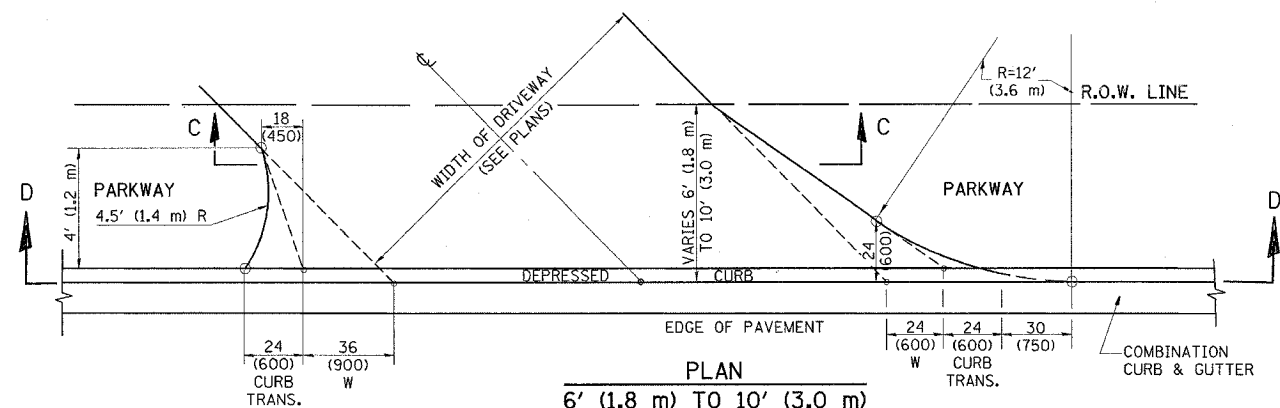 ℄
WIDTH OF DRIVEWAY
(SEE PLANS)
R=12'
(3.6 m)
R.O.W. LINE
C
18
(450)
C
VARIES 6' (1.8 m)
TO 10' (3.0 m)
D
4' (1.2 m)
PARKWAY
4.5' (1.4 m) R
PARKWAY
D
24
(600)
DEPRESSED CURB
EDGE OF PAVEMENT
24
(600)
CURB
TRANS.
36
(900)
W
24
(600)
W
24
(600)
CURB
TRANS.
30
(750)
COMBINATION
CURB & GUTTER
PLAN
6' (1.8 m) TO 10' (3.0 m)